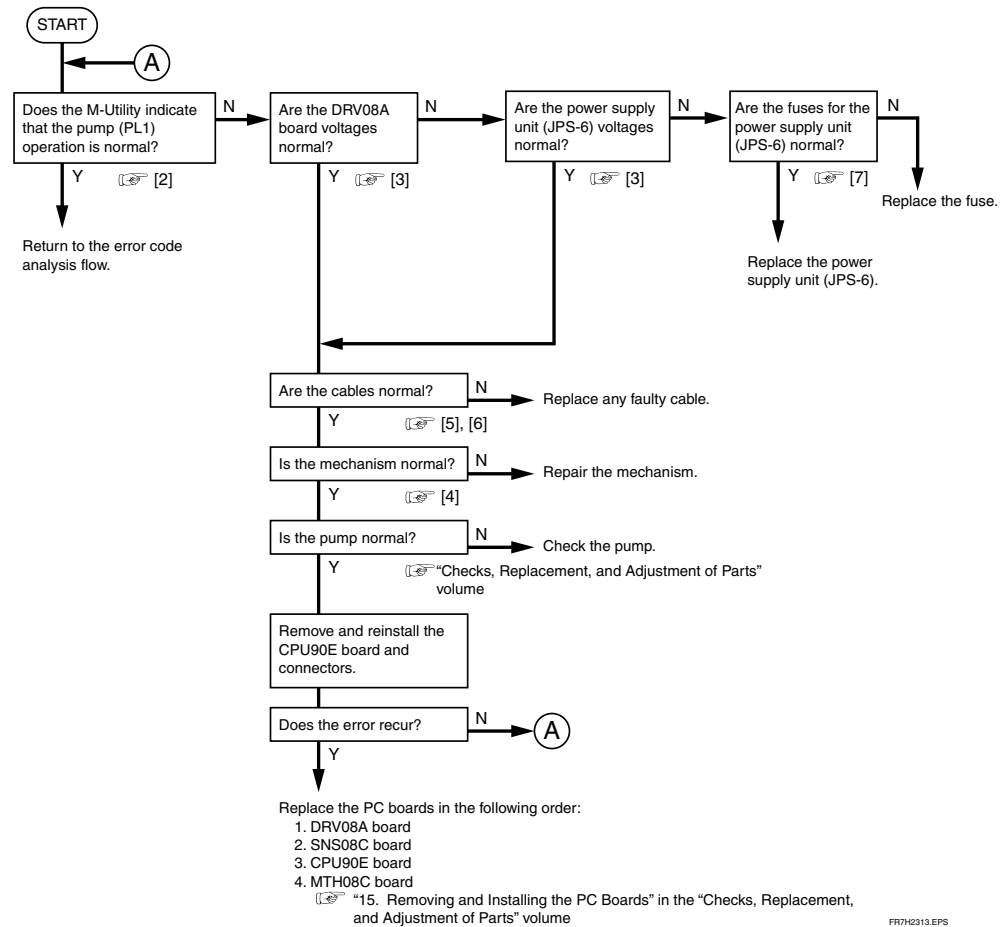 START
A
Does the M-Utility indicate
that the pump (PL1)
operation is normal?
N
Y
[2]
Return to the error code
analysis flow.
Are the DRV08A
board voltages
normal?
N
Y
[3]
Are the power supply
unit (JPS-6) voltages
normal?
N
Y
[3]
Are the fuses for the
power supply unit
(JPS-6) normal?
N
Y
[7]
Replace the fuse.
Replace the power
supply unit (JPS-6).
Are the cables normal?
N
Replace any faulty cable.
Y
[5], [6]
Is the mechanism normal?
N
Repair the mechanism.
Y
[4]
Is the pump normal?
N
Check the pump.
Y
“Checks, Replacement, and Adjustment of Parts”
volume
Remove and reinstall the
CPU90E board and
connectors.
Does the error recur?
N
A
Y
Replace the PC boards in the following order:
1. DRV08A board
2. SNS08C board
3. CPU90E board
4. MTH08C board
“15. Removing and Installing the PC Boards” in the “Checks, Replacement,
and Adjustment of Parts” volume
FR7H2313.EPS